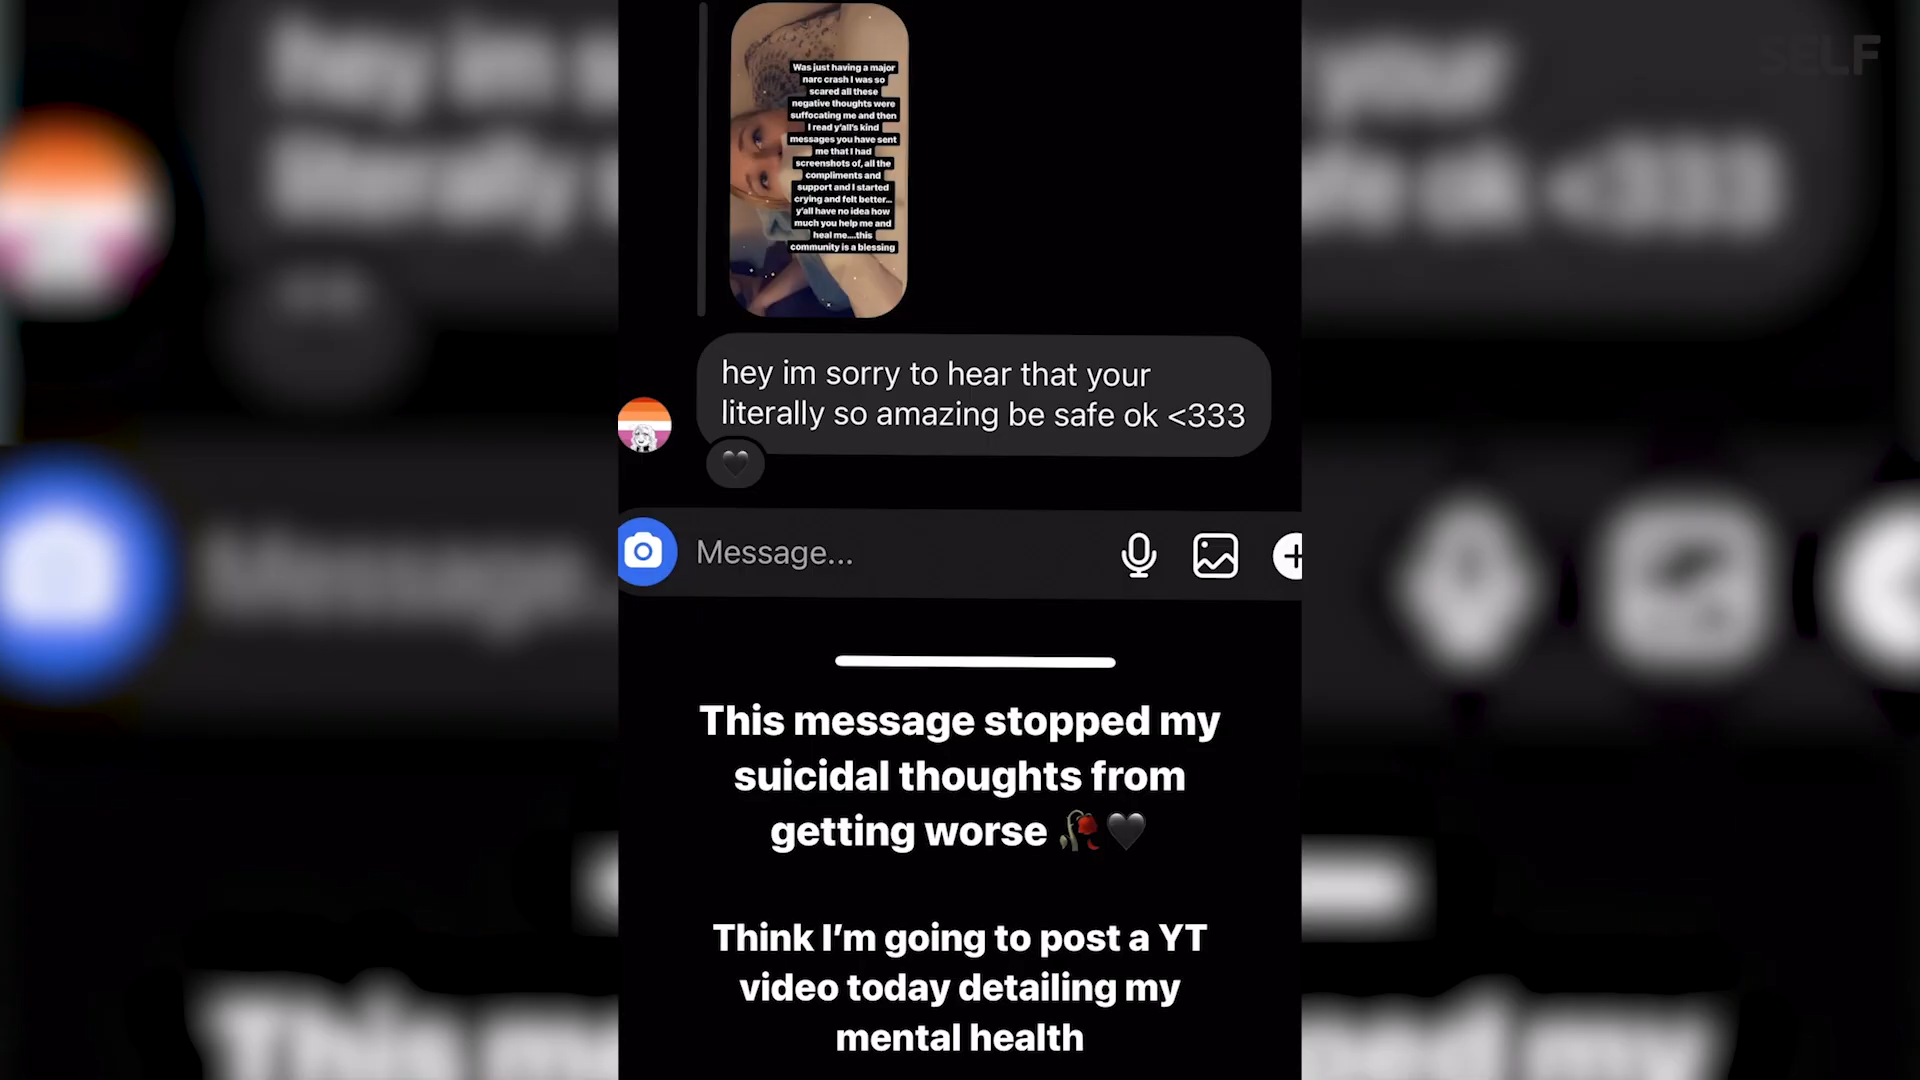 SELF
Was just having a major
narc crash I was so
scared all these
negative thoughts were
suffocating me and then
I read y'all's kind
messages you have sent
me that I had
screenshots of, all the
compliments and
support and I started
crying and felt better...
y'all have no idea how
much you help me and
heal me....this
community is a blessing
hey im sorry to hear that your
literally so amazing be safe ok <333
🖤
Message...
This message stopped my
suicidal thoughts from
getting worse 🥀🖤
Think I'm going to post a YT
video today detailing my
mental health